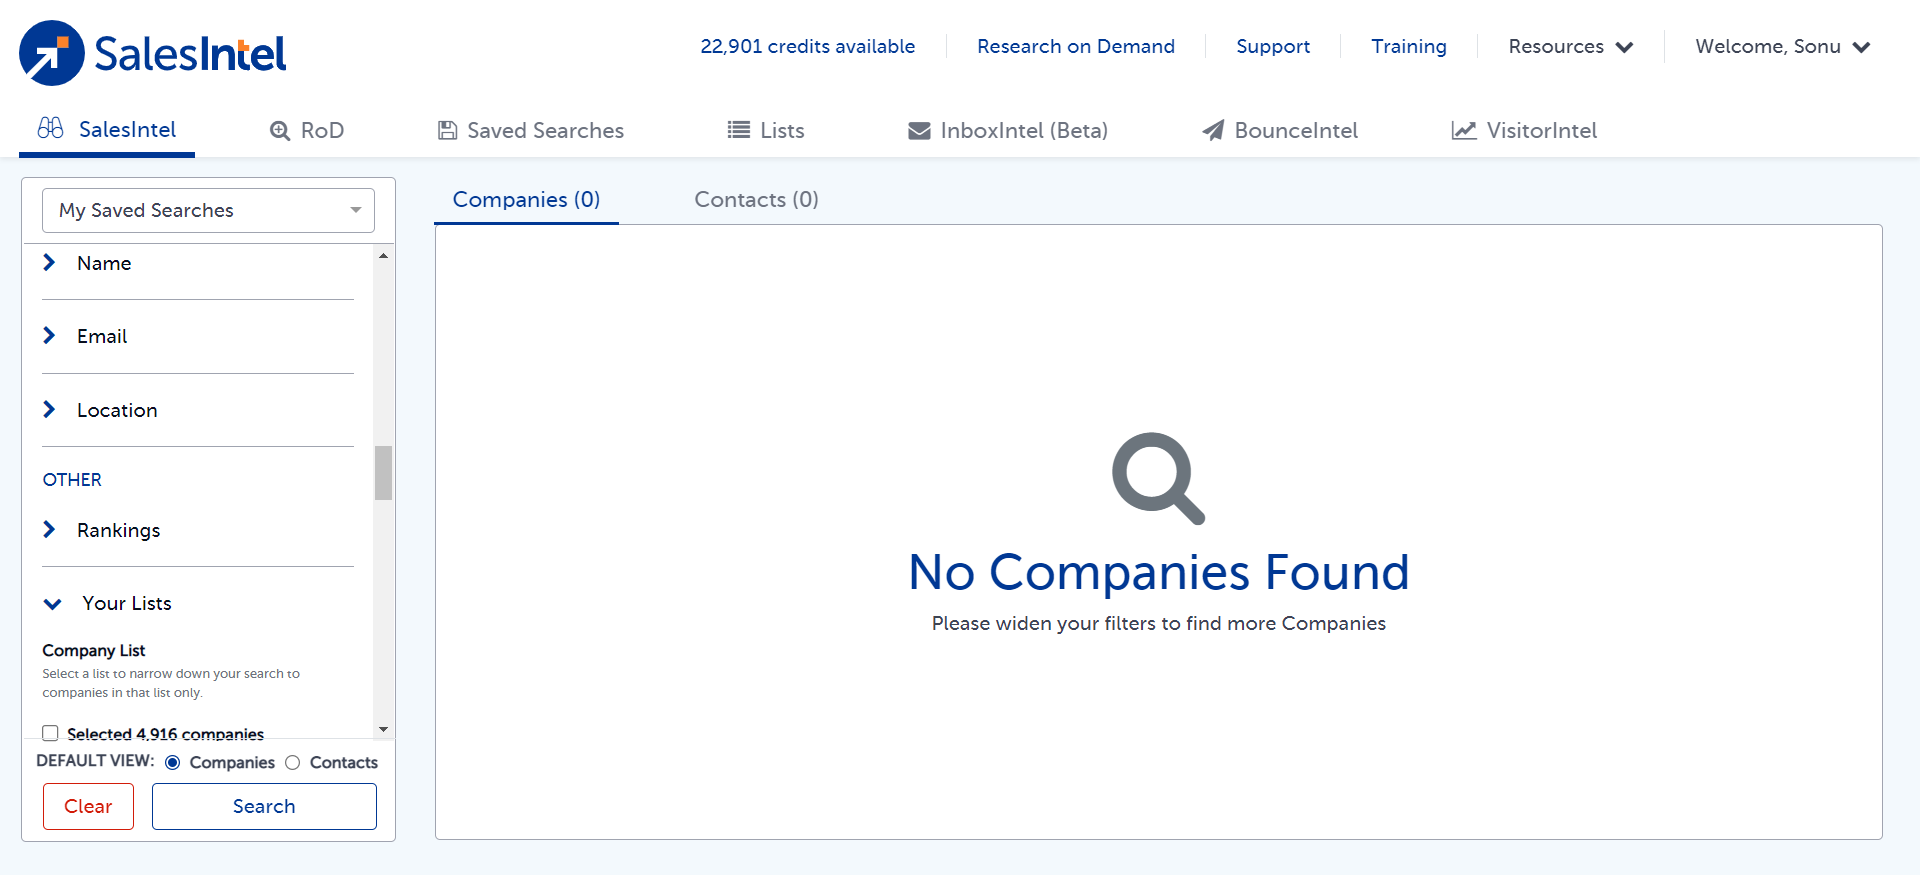 SalesIntel
22,901 credits available
Research on Demand
Support
Training
Resources
Welcome, Sonu
SalesIntel
RoD
Saved Searches
Lists
InboxIntel (Beta)
BounceIntel
VisitorIntel
My Saved Searches
Name
Email
Location
OTHER
Rankings
Your Lists
Company List
Select a list to narrow down your search to
companies in that list only.
Selected 4,916 companies
DEFAULT VIEW: Companies Contacts
Clear
Search
Companies (0)
Contacts (0)
No Companies Found
Please widen your filters to find more Companies